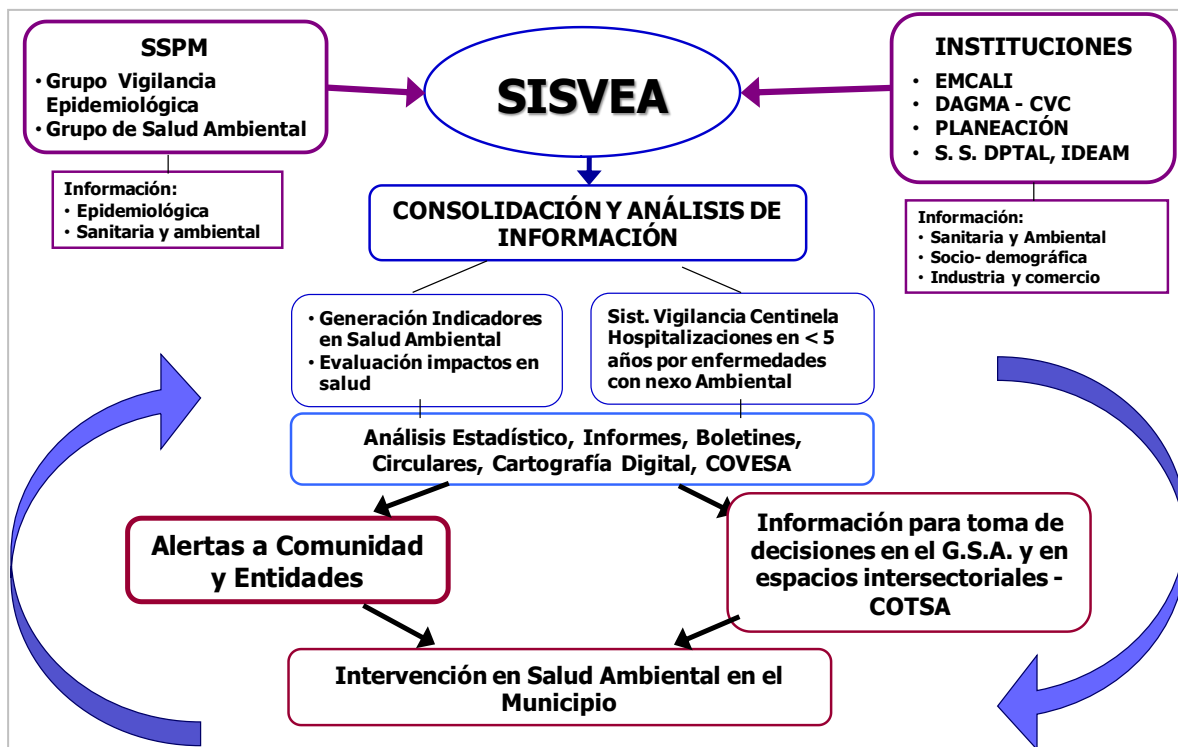 SSPM
• Grupo Vigilancia
Epidemiológica
• Grupo de Salud Ambiental
Información:
• Epidemiológica
• Sanitaria y ambiental
SISVEA
INSTITUCIONES
• EMCALI
• DAGMA - CVC
• PLANEACIÓN
• S. S. DPTAL, IDEAM
Información:
• Sanitaria y Ambiental
• Socio- demográfica
• Industria y comercio
CONSOLIDACIÓN Y ANÁLISIS DE
INFORMACIÓN
• Generación Indicadores
en Salud Ambiental
• Evaluación impactos en
salud
Sist. Vigilancia Centinela
Hospitalizaciones en < 5
años por enfermedades
con nexo Ambiental
Análisis Estadístico, Informes, Boletines,
Circulares, Cartografía Digital, COVESA
Alertas a Comunidad
y Entidades
Información para toma de
decisiones en el G.S.A. y en
espacios intersectoriales -
COTSA
Intervención en Salud Ambiental en el
Municipio